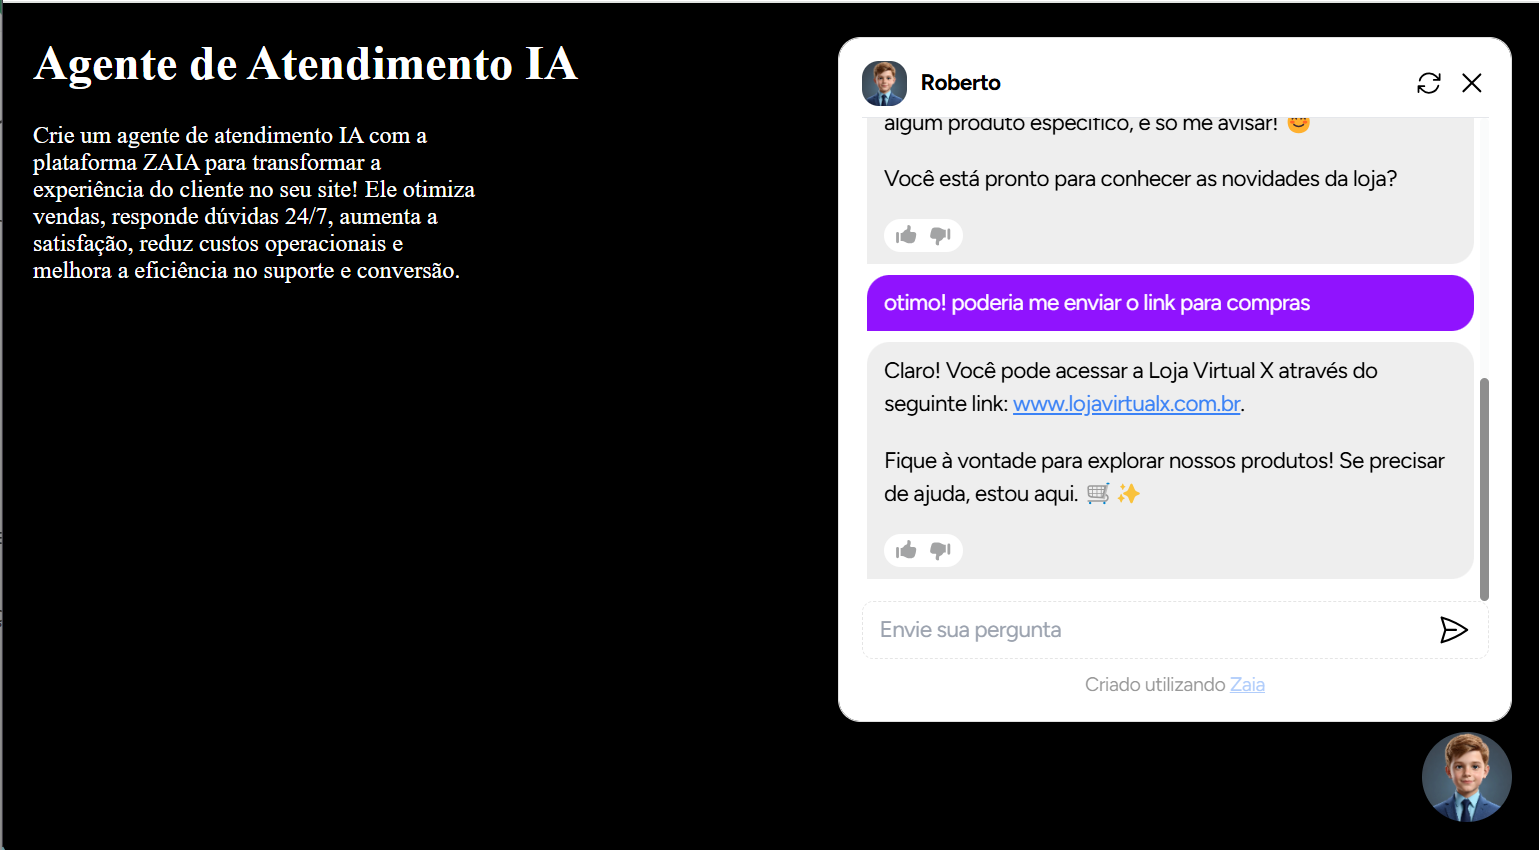 Agente de Atendimento IA
Crie um agente de atendimento IA com a
plataforma ZAIA para transformar a
experiência do cliente no seu site! Ele otimiza
vendas, responde dúvidas 24/7, aumenta a
satisfação, reduz custos operacionais e
melhora a eficiência no suporte e conversão.
Roberto
algum produto específico, é só me avisar! 😊
Você está pronto para conhecer as novidades da loja?
otimo! poderia me enviar o link para compras
Claro! Você pode acessar a Loja Virtual X através do
seguinte link: www.lojavirtualx.com.br.
Fique à vontade para explorar nossos produtos! Se precisar
de ajuda, estou aqui. 🛒 ✨
Envie sua pergunta
Criado utilizando Zaia